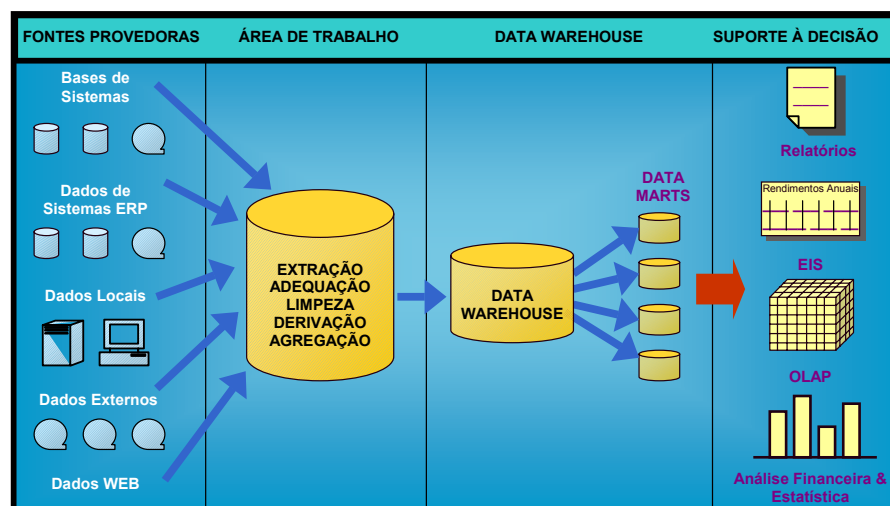 FONTES PROVEDORAS
ÁREA DE TRABALHO
DATA WAREHOUSE
SUPORTE À DECISÃO
Bases de
Sistemas
Dados de
Sistemas ERP
Dados Locais
Dados Externos
Dados WEB
EXTRAÇÃO
ADEQUAÇÃO
LIMPEZA
DERIVAÇÃO
AGREGAÇÃO
DATA
WAREHOUSE
DATA
MARTS
Relatórios
Rendimentos Anuais
EIS
OLAP
Análise Financeira &
Estatística